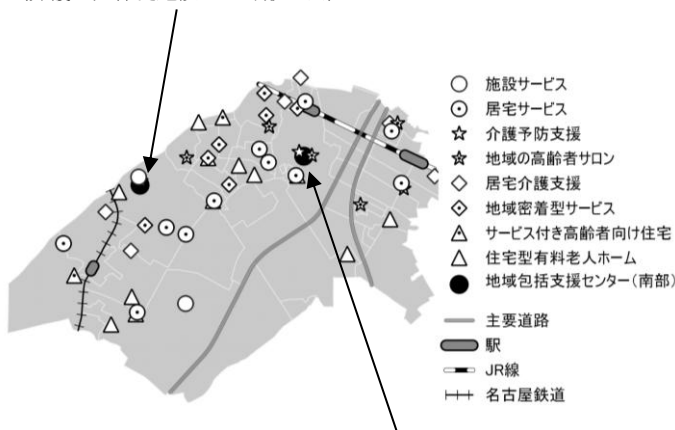 施設サービス
居宅サービス
介護予防支援
地域の高齢者サロン
居宅介護支援
地域密着型サービス
サービス付き高齢者向け住宅
住宅型有料老人ホーム
地域包括支援センター(南部)
主要道路
駅
JR線
名古屋鉄道